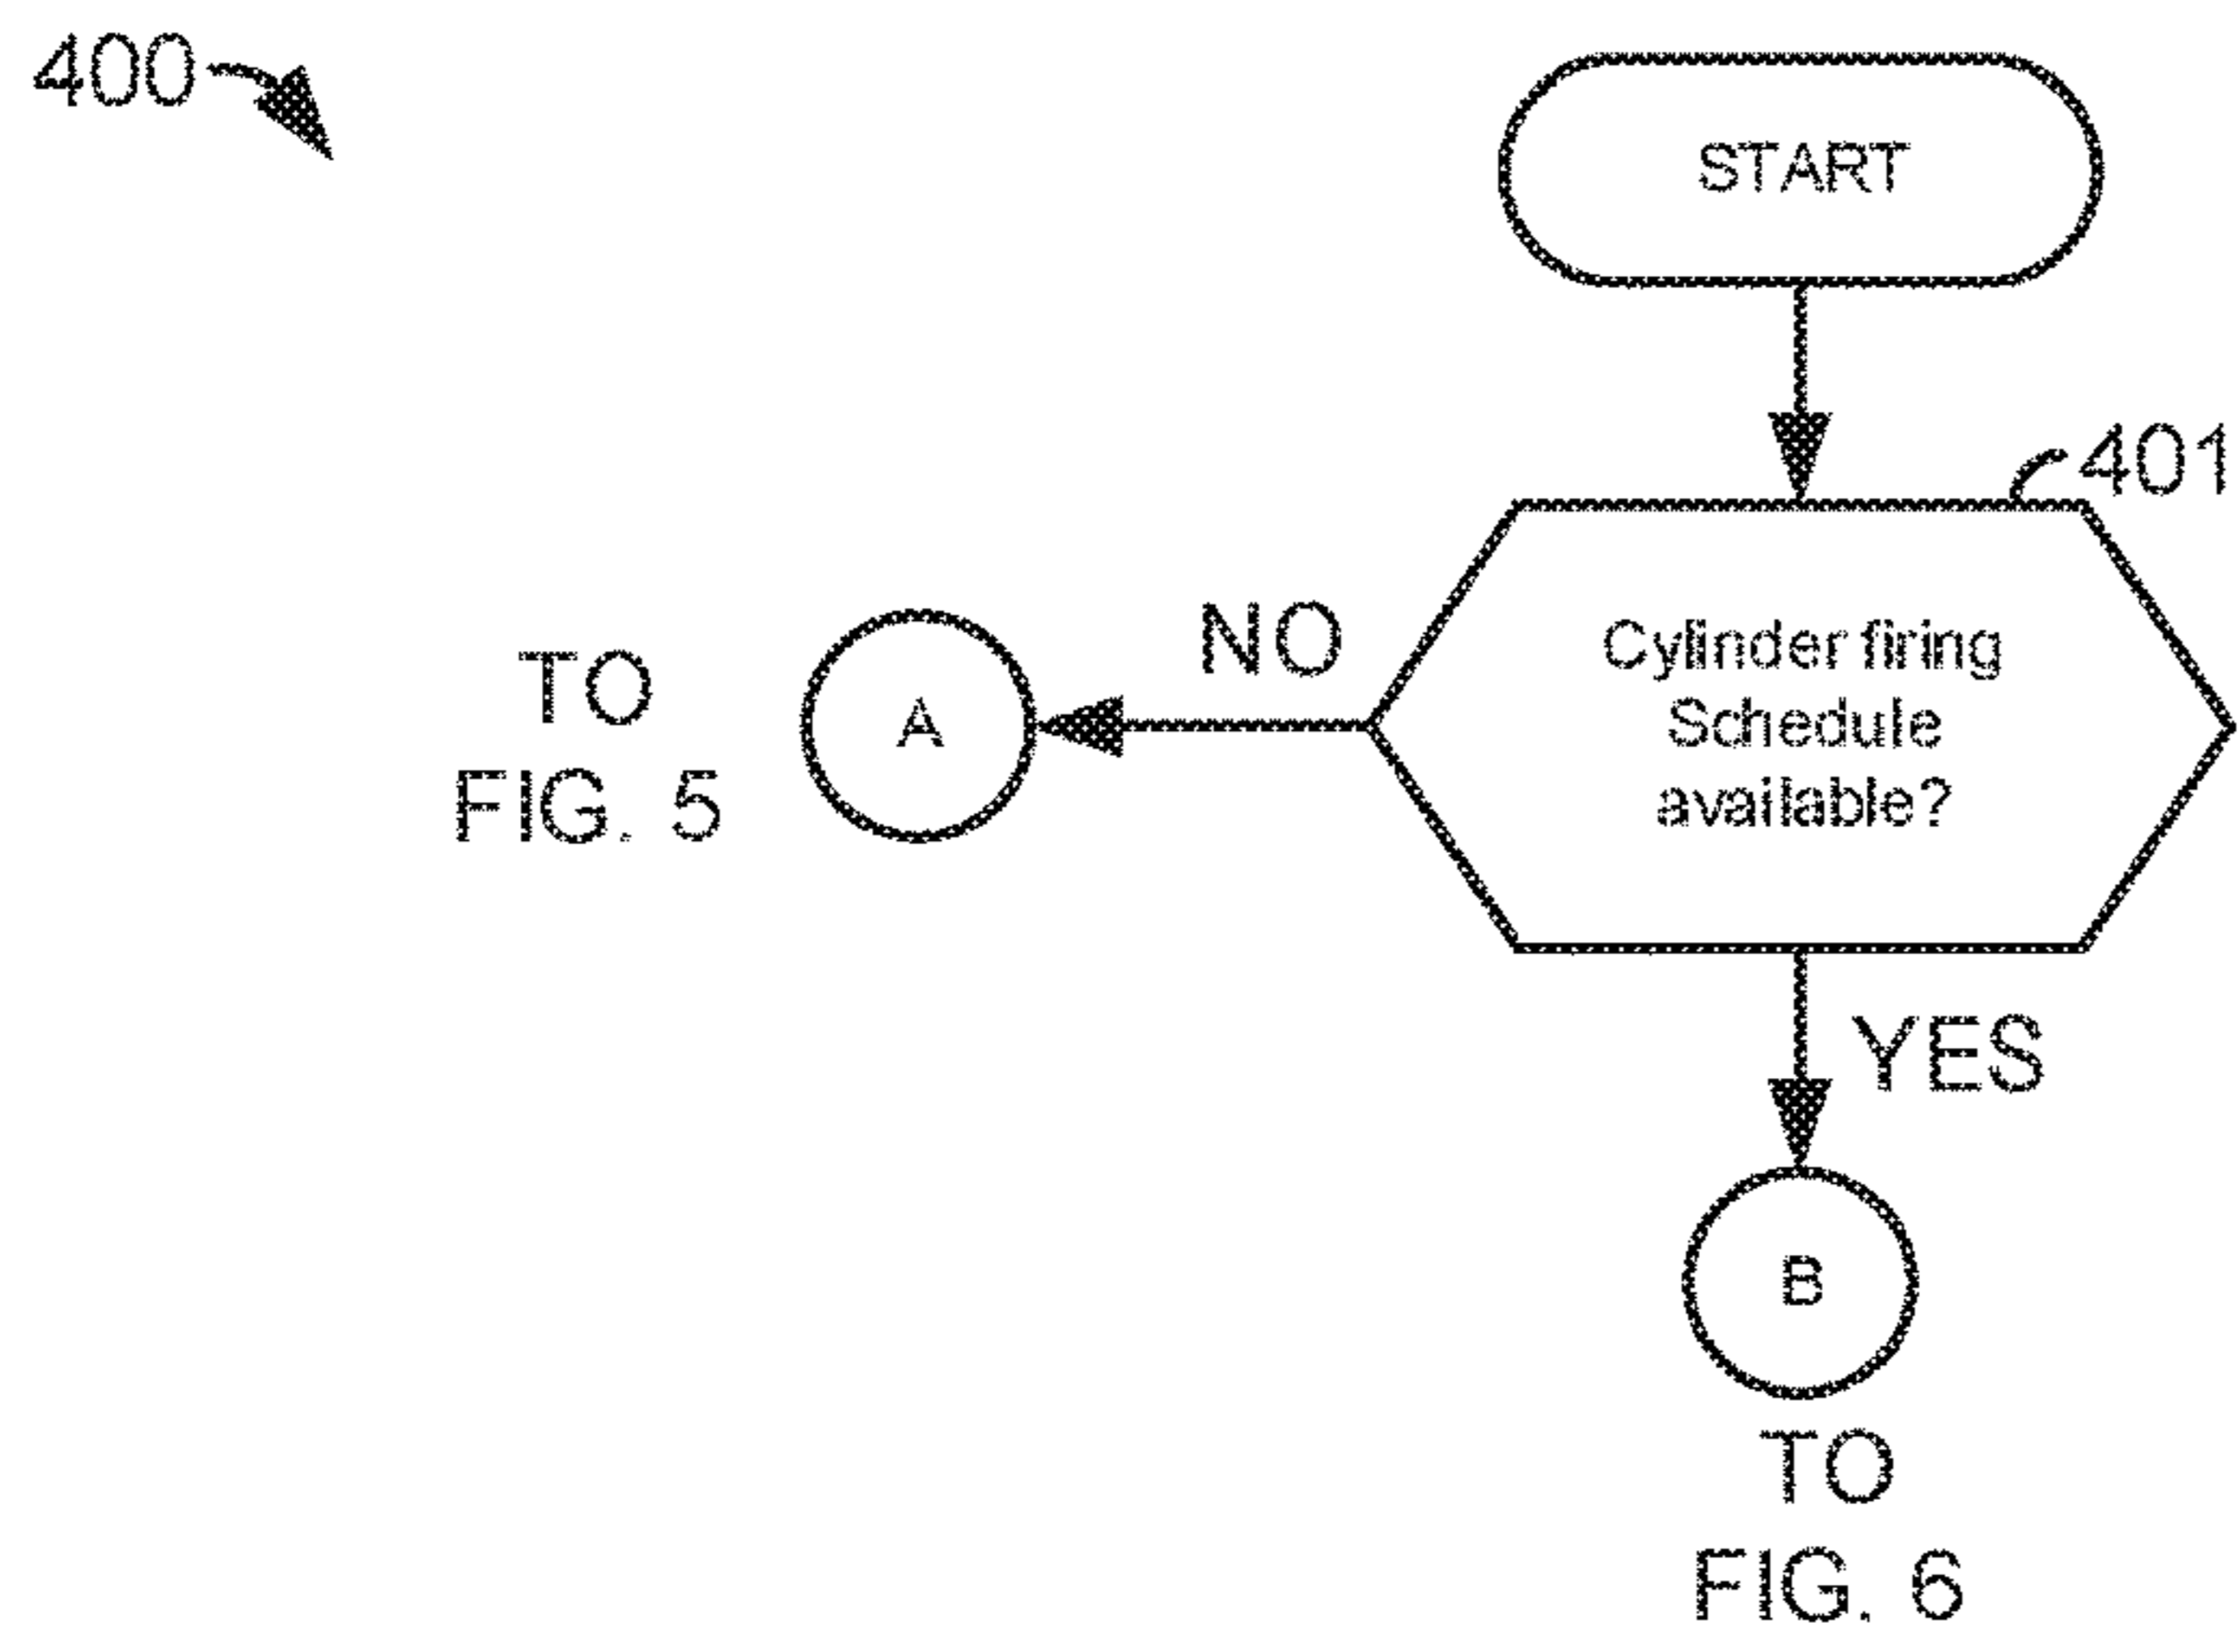 400
START
401
Cylinder firing
Schedule
available?
NO
A
TO
FIG. 5
YES
B
TO
FIG. 6